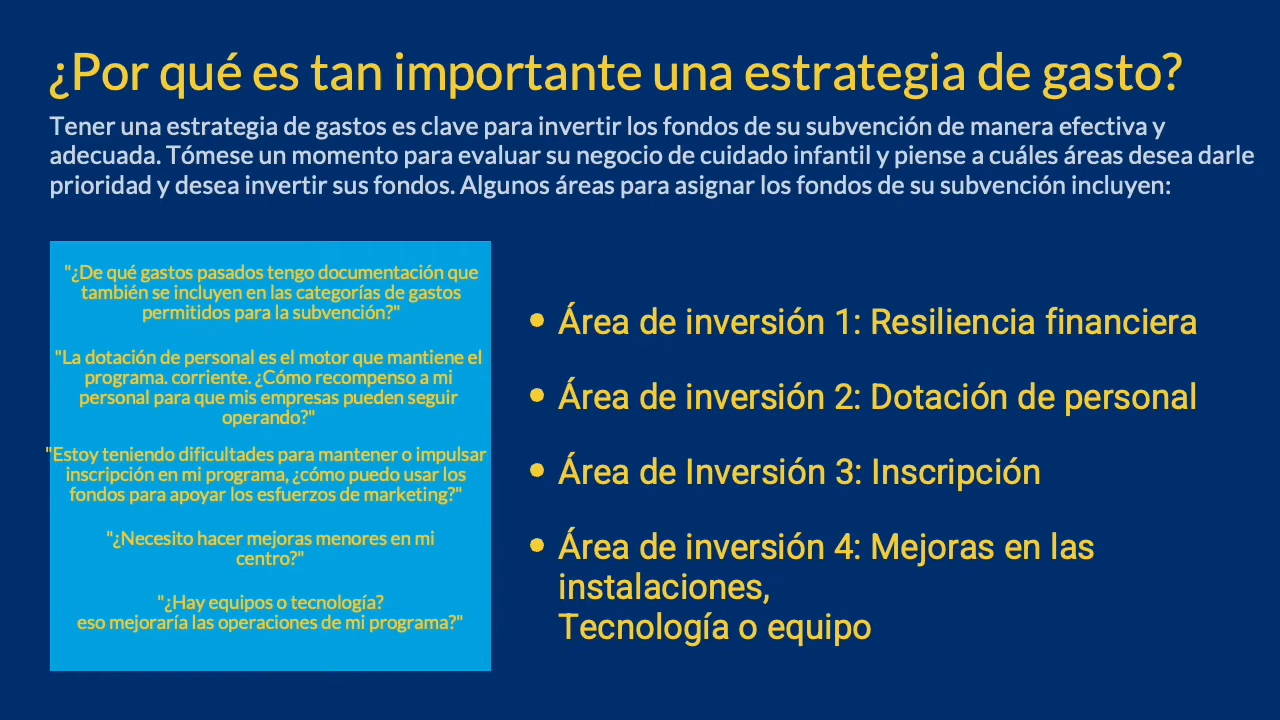 ¿Por qué es tan importante una estrategia de gasto?
Tener una estrategia de gastos es clave para invertir los fondos de su subvención de manera efectiva y
adecuada. Tómese un momento para evaluar su negocio de cuidado infantil y piense a cuáles áreas desea darle
prioridad y desea invertir sus fondos. Algunos áreas para asignar los fondos de su subvención incluyen:
"¿De qué gastos pasados tengo documentación que
también se incluyen en las categorías de gastos
permitidos para la subvención?"
"La dotación de personal es el motor que mantiene el
programa. corriente. ¿Cómo recompenso a mi
personal para que mis empresas pueden seguir
operando?"
"Estoy teniendo dificultades para mantener o impulsar
inscripción en mi programa, ¿cómo puedo usar los
fondos para apoyar los esfuerzos de marketing?"
"¿Necesito hacer mejoras menores en mi
centro?"
"¿Hay equipos o tecnología?
eso mejoraría las operaciones de mi programa?"
• Área de inversión 1: Resiliencia financiera
• Área de inversión 2: Dotación de personal
• Área de Inversión 3: Inscripción
• Área de inversión 4: Mejoras en las
instalaciones,
Tecnología o equipo